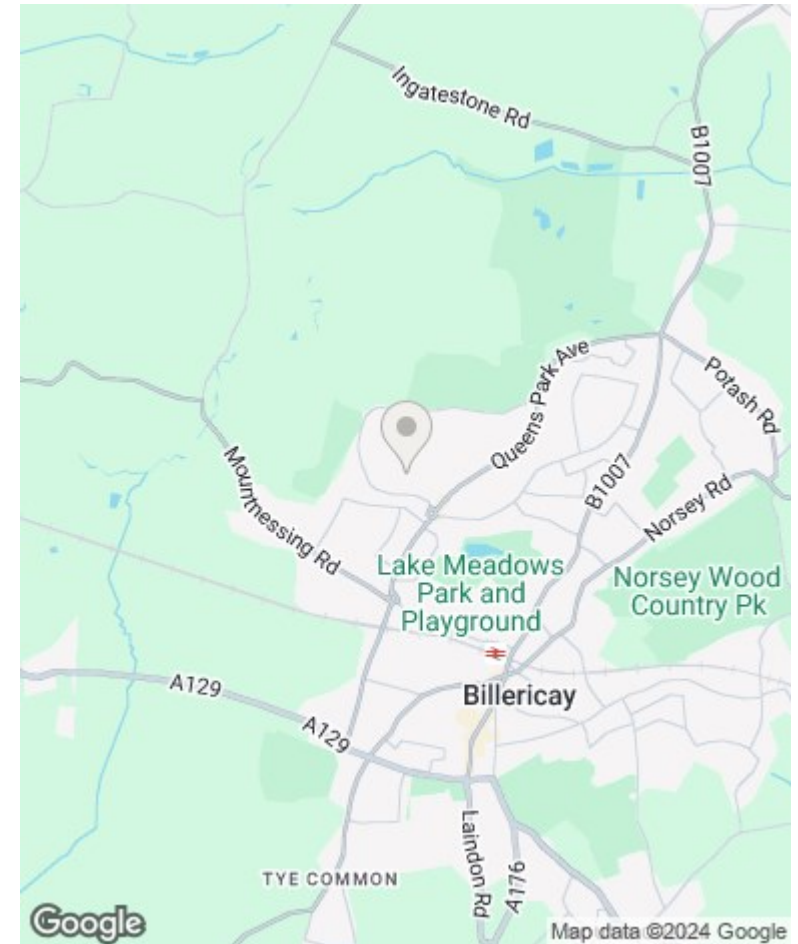 Ingatestone Rd
B1007
Queens Park Ave
Potash Rd
Mountnessing Rd
B1007
Norsey Rd
Lake Meadows
Park and
Playground
Norsey Wood
Country Pk
A129
Billericay
A129
Laindon Rd
A176
TYE COMMON
Google
Map data ©2024 Google